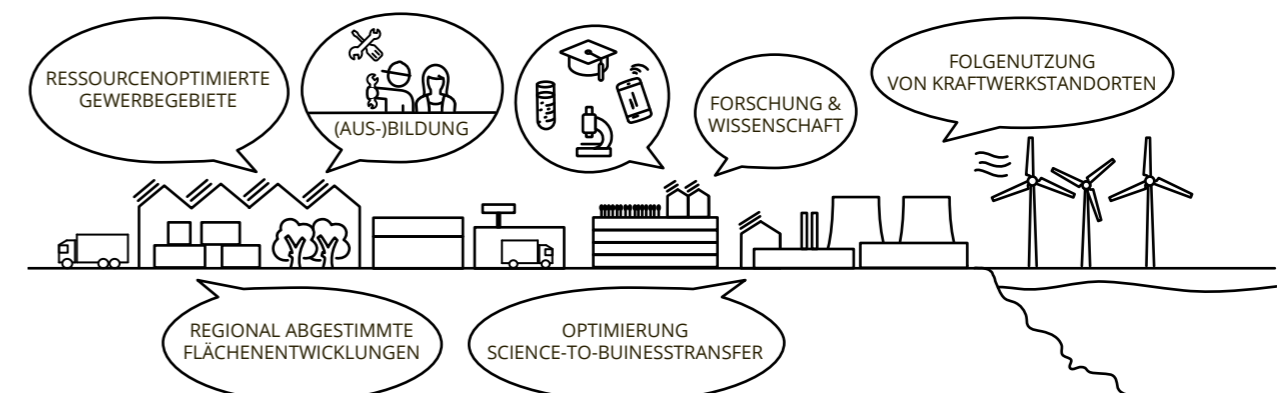 RESSOURCENOPTIMIERTE
GEWERBEGEBIETE
(AUS-)BILDUNG
FORSCHUNG &
WISSENSCHAFT
FOLGENUTZUNG
VON KRAFTWERKSTANDORTEN
REGIONAL ABGESTIMMTE
FLÄCHENENTWICKLUNGEN
OPTIMIERUNG
SCIENCE-TO-BUINESSTRANSFER